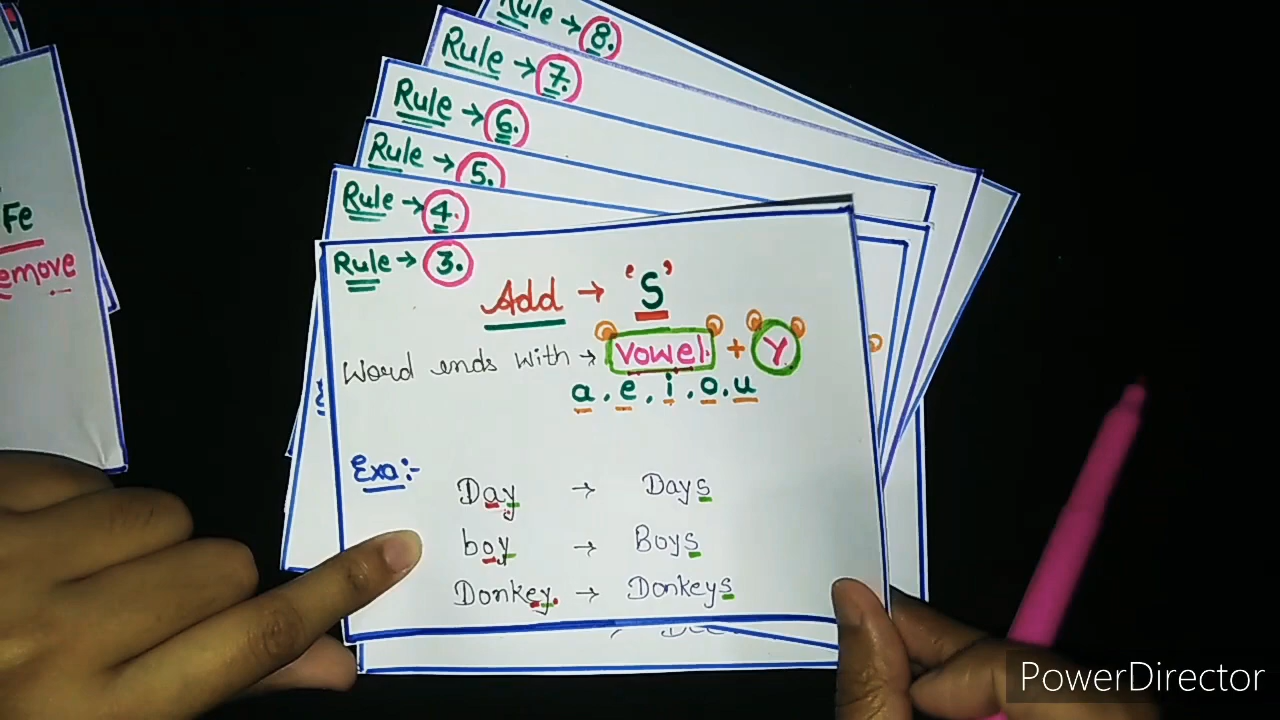 Rule → 8.
Rule → 7.
Rule → 6.
Rule → 5.
Rule → 4.
Rule → 3.
Fe
emove
Add → 'S'
Word ends with → Vowel. + Y
a . e . i . o . u
Exa:-
Day → Days
boy → Boys
Donkey. → Donkeys
PowerDirector